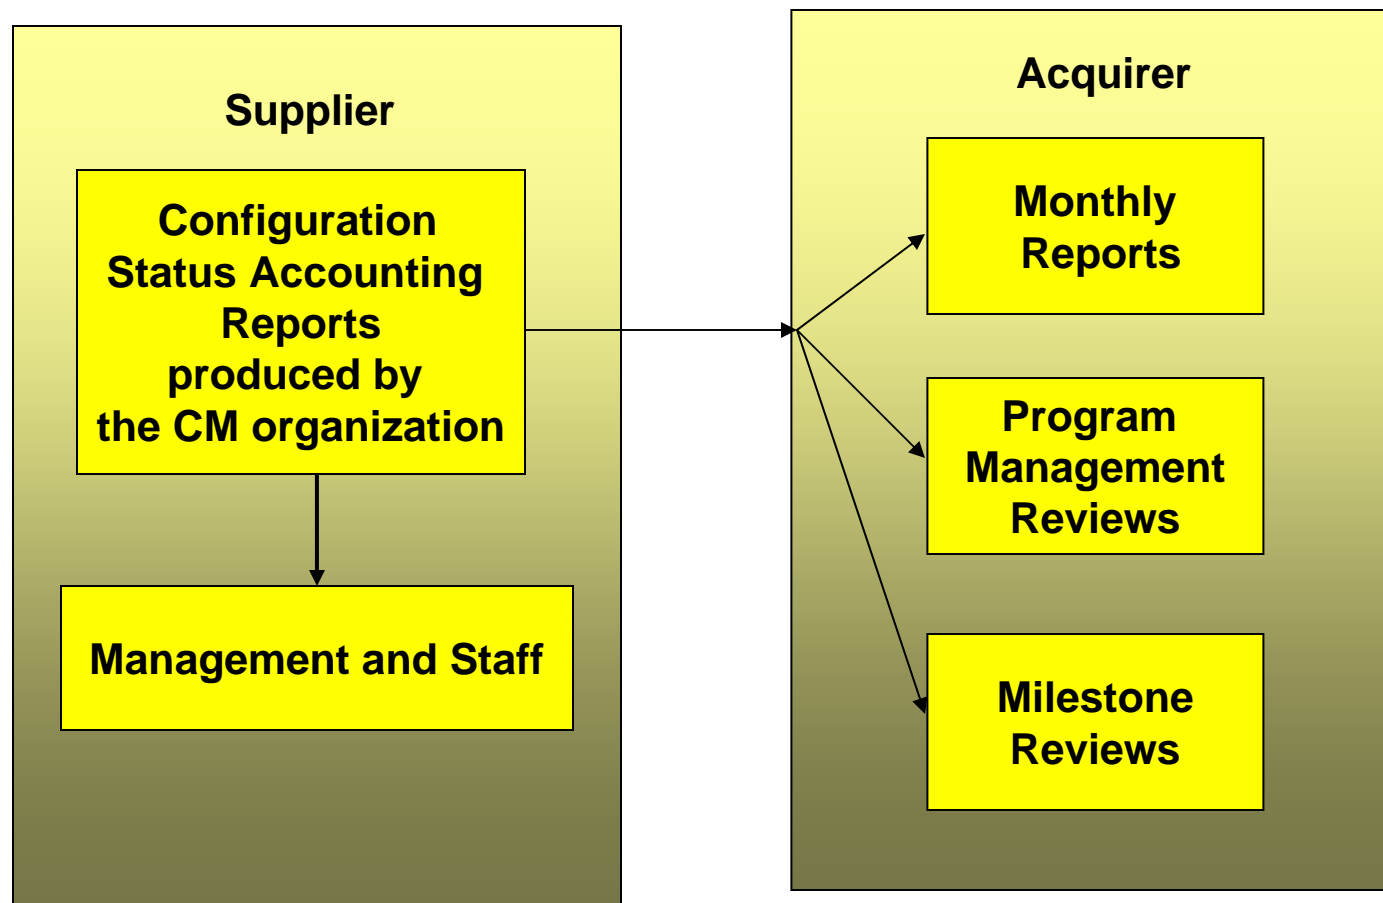 Supplier
Configuration
Status Accounting
Reports
produced by
the CM organization
Management and Staff
Acquirer
Monthly
Reports
Program
Management
Reviews
Milestone
Reviews